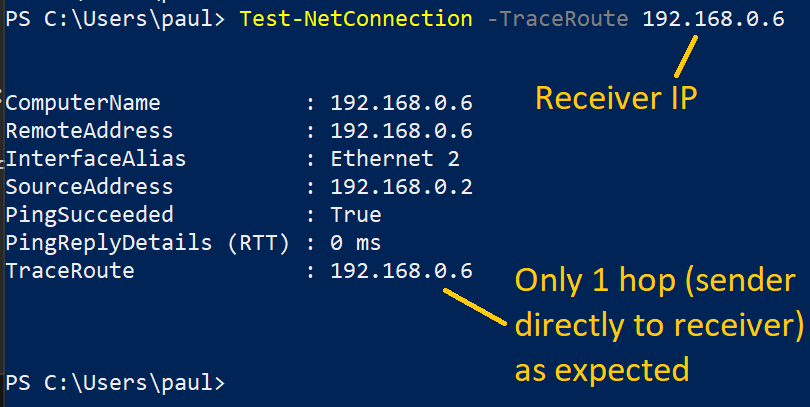 PS C:\Users\paul> Test-NetConnection -TraceRoute 192.168.0.6
Receiver IP
ComputerName : 192.168.0.6
RemoteAddress : 192.168.0.6
InterfaceAlias : Ethernet 2
SourceAddress : 192.168.0.2
PingSucceeded : True
PingReplyDetails (RTT) : 0 ms
TraceRoute : 192.168.0.6
Only 1 hop (sender
directly to receiver)
as expected
PS C:\Users\paul>